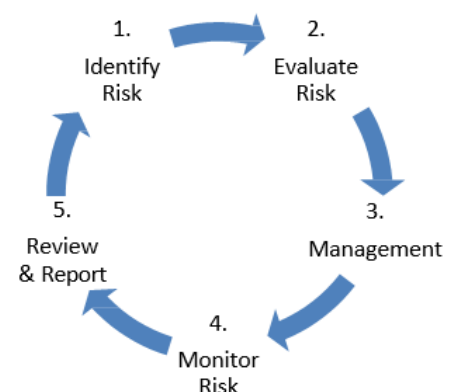 1.
Identify
Risk
2.
Evaluate
Risk
3.
Management
4.
Monitor
Risk
5.
Review
& Report